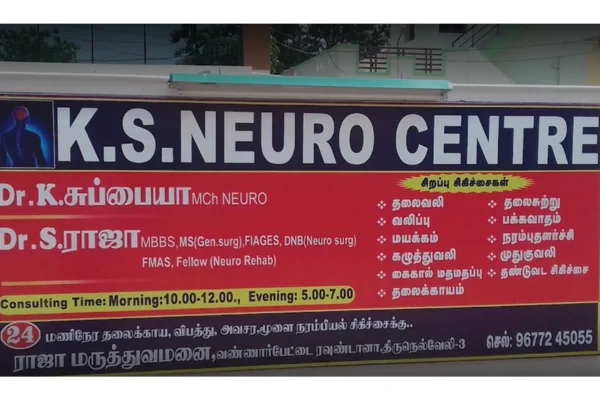 K.S.NEURO CENTRE
Dr.K.சுப்பையா MCh NEURO
Dr.S.ராஜா MBBS,MS(Gen.surg),FIAGES, DNB(Neuro surg)
FMAS, Fellow (Neuro Rehab)
Consulting Time: Morning:10.00-12.00., Evening: 5.00-7.00
சிறப்பு சிகிச்சைகள்
தலைவலி
வலிப்பு
மயக்கம்
கழுத்துவலி
கைகால் மதமதப்பு
தலைக்காயம்
தலைசுற்று
பக்கவாதம்
நரம்புதளர்ச்சி
முதுகுவலி
தண்டுவட சிகிச்சை
24 மணிநேர தலைக்காய, விபத்து, அவசர,மூளை நரம்பியல் சிகிச்சைக்கு..
ராஜா மருத்துவமனை,வண்ணார்பேட்டை ரவுண்டானா,திருநெல்வேலி-3
செல்: 96772 45055